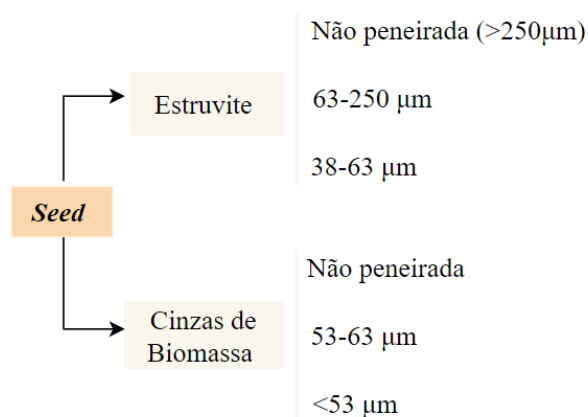 Não peneirada (>250μm)
Estruvite
63-250 μm
38-63 μm
Seed
Não peneirada
Cinzas de
Biomassa
53-63 μm
<53 μm